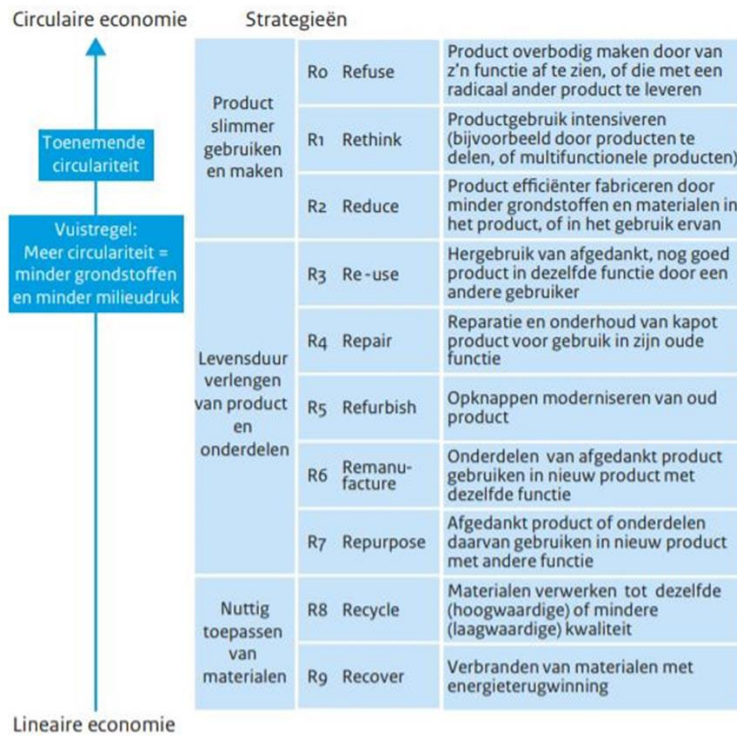 Circulaire economie
Strategieën
Toenemende
circulariteit
Vuistregel:
Meer circulariteit =
minder grondstoffen
en minder milieudruk
Lineaire economie
Product
slimmer
gebruiken
en maken
R0 Refuse
Product overbodig maken door van
z'n functie af te zien, of die met een
radicaal ander product te leveren
R1 Rethink
Productgebruik intensiveren
(bijvoorbeeld door producten te
delen, of multifunctionele producten)
R2 Reduce
Product efficiënter fabriceren door
minder grondstoffen en materialen in
het product, of in het gebruik ervan
Levensduur
verlengen
van product
en
onderdelen
R3 Re-use
Hergebruik van afgedankt, nog goed
product in dezelfde functie door een
andere gebruiker
R4 Repair
Reparatie en onderhoud van kapot
product voor gebruik in zijn oude
functie
R5 Refurbish
Opknappen moderniseren van oud
product
R6 Remanu-
facture
Onderdelen van afgedankt product
gebruiken in nieuw product met
dezelfde functie
R7 Repurpose
Afgedankt product of onderdelen
daarvan gebruiken in nieuw product
met andere functie
Nuttig
toepassen
van
materialen
R8 Recycle
Materialen verwerken tot dezelfde
(hoogwaardige) of mindere
(laagwaardige) kwaliteit
R9 Recover
Verbranden van materialen met
energieterugwinning